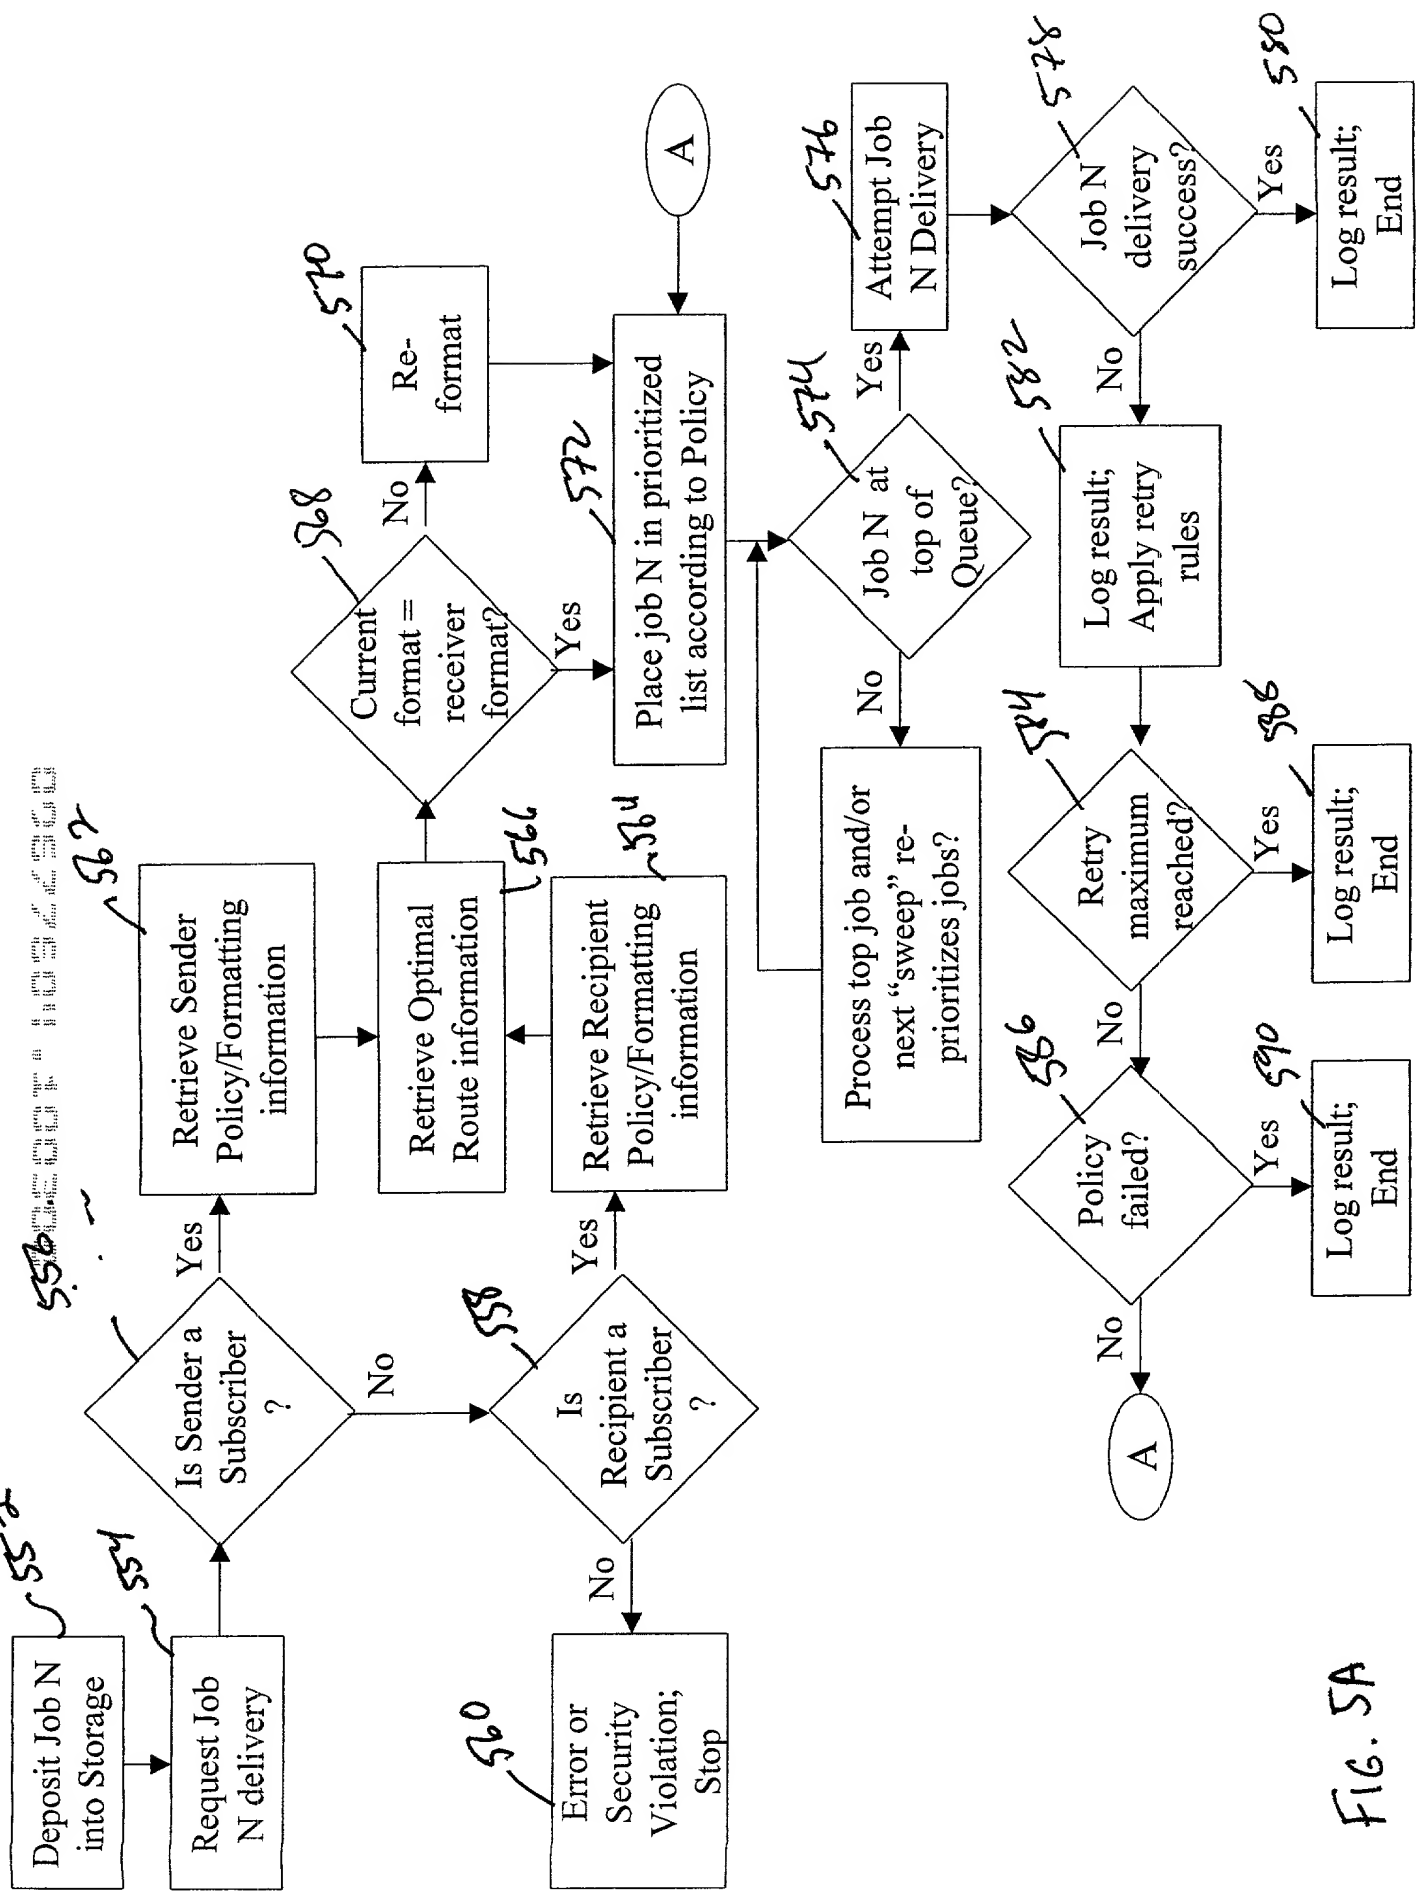 552
Deposit Job N
into Storage
554
Request Job
N delivery
556
Is Sender a
Subscriber
?
Yes
No
562
Retrieve Sender
Policy/Formatting
information
558
Is
Recipient a
Subscriber
?
Yes
No
560
Error or
Security
Violation;
Stop
564
Retrieve Recipient
Policy/Formatting
information
566
Retrieve Optimal
Route information
568
Current
format =
receiver
format?
No
Yes
570
Re-
format
A
572
Place job N in prioritized
list according to Policy
574
Job N at
top of
Queue?
No
Yes
Process top job and/or
next “sweep” re-
prioritizes jobs?
576
Attempt Job
N Delivery
578
Job N
delivery
success?
Yes
No
580
Log result;
End
582
Log result;
Apply retry
rules
584
Retry
maximum
reached?
Yes
No
588
Log result;
End
586
Policy
failed?
Yes
No
590
Log result;
End
A
FIG. 5A